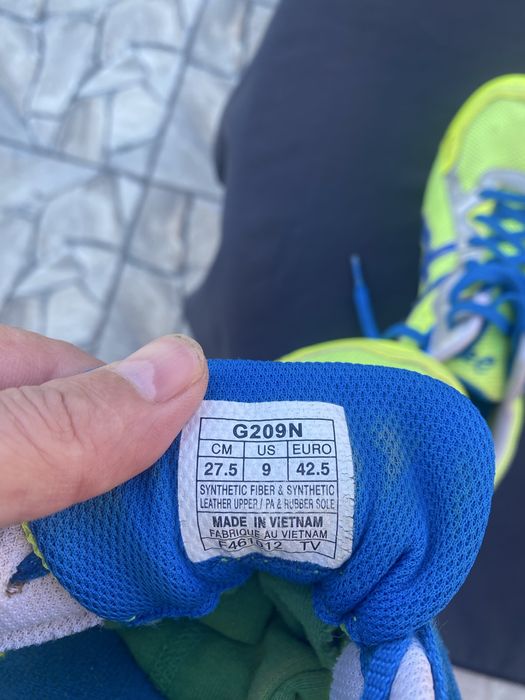 G209N
CM US EURO
27.5 9 42.5
SYNTHETIC FIBER & SYNTHETIC
LEATHER UPPER / PA & RUBBER SOLE
MADE IN VIETNAM
FABRIQUE AU VIETNAM
TV